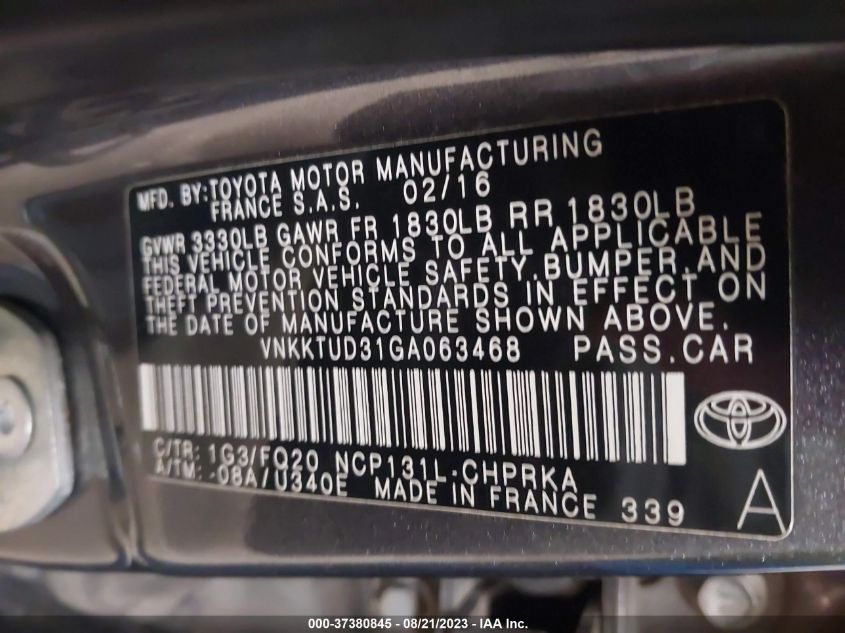 MFD. BY:TOYOTA MOTOR MANUFACTURING
FRANCE S.A.S. 02/16
GVWR 3330LB GAWR FR 1830LB RR 1830LB
THIS VEHICLE CONFORMS TO ALL APPLICABLE
FEDERAL MOTOR VEHICLE SAFETY,BUMPER,AND
THEFT PREVENTION STANDARDS IN EFFECT ON
THE DATE OF MANUFACTURE SHOWN ABOVE.
VNKKTUD31GA063468 PASS.CAR
C/TR: 1G3/FQ20 NCP131L-CHPRKA
A/TM: -08A/U340E MADE IN FRANCE 339
A
000-37380845 - 08/21/2023 - IAA Inc.